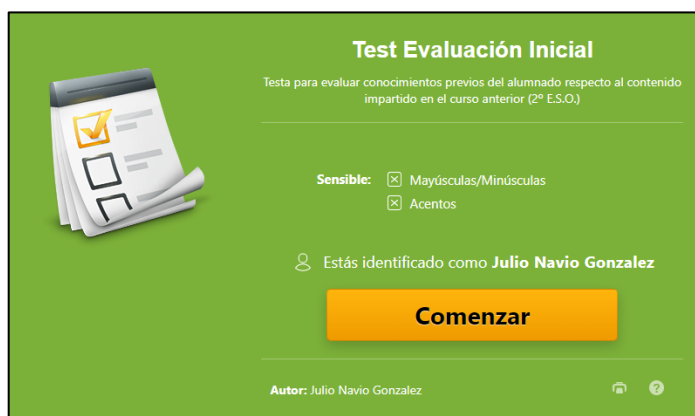 Test Evaluación Inicial
Testa para evaluar conocimientos previos del alumnado respecto al contenido
impartido en el curso anterior (2º E.S.O.)
Sensible: Mayúsculas/Minúsculas
Acentos
Estás identificado como Julio Navio Gonzalez
Comenzar
Autor: Julio Navio Gonzalez
?